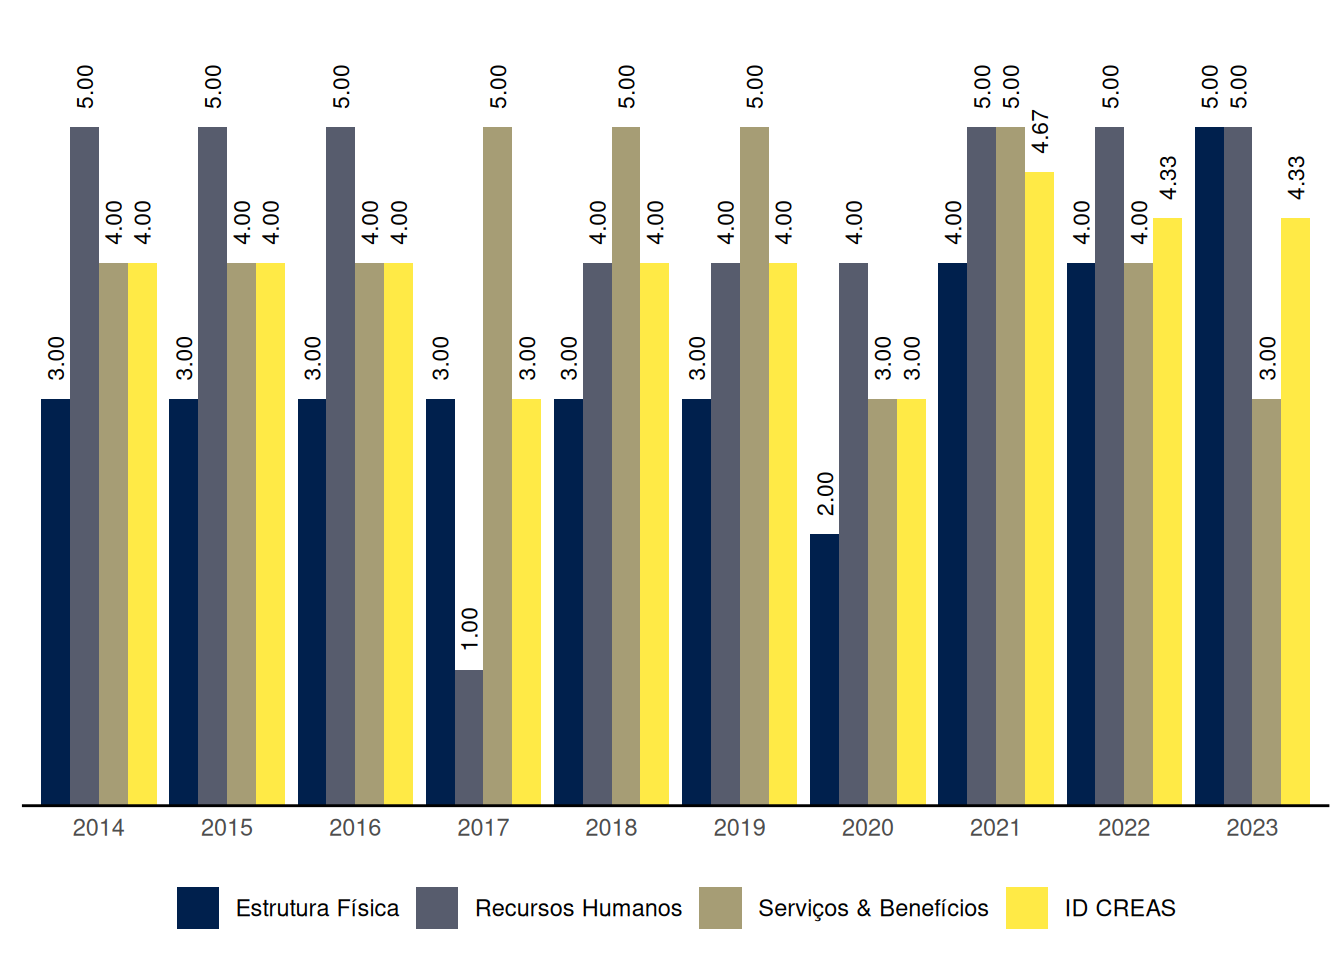 3.00 5.00 4.00 4.00
3.00 5.00 4.00 4.00
3.00 5.00 4.00 4.00
3.00 1.00 5.00 3.00
3.00 4.00 5.00 4.00
3.00 4.00 5.00 4.00
2.00 4.00 3.00 3.00
4.00 5.00 5.00 4.67
4.00 5.00 4.00 4.33
5.00 5.00 3.00 4.33
2014 2015 2016 2017 2018 2019 2020 2021 2022 2023
Estrutura Física Recursos Humanos Serviços & Benefícios ID CREAS